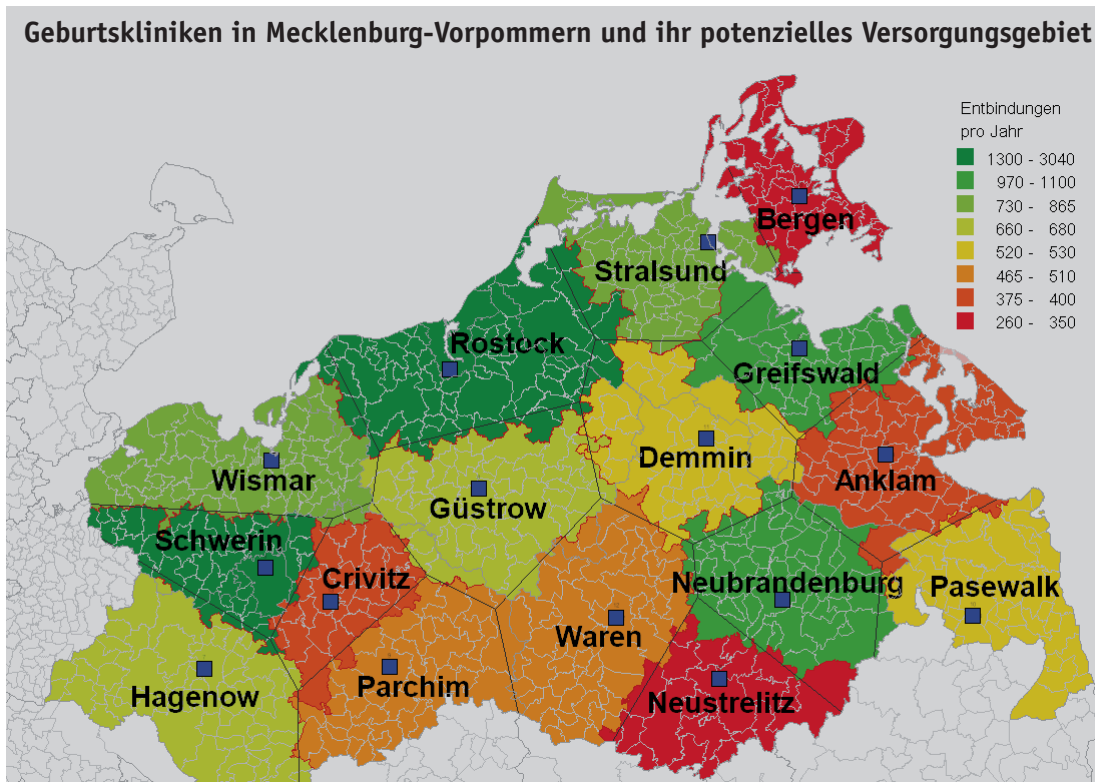 Geburtskliniken in Mecklenburg-Vorpommern und ihr potenzielles Versorgungsgebiet
Entbindungen
pro Jahr
1300 - 3040
970 - 1100
730 - 865
660 - 680
520 - 530
465 - 510
375 - 400
260 - 350
Bergen
Stralsund
Rostock
Greifswald
Demmin
Anklam
Wismar
Güstrow
Schwerin
Crivitz
Neubrandenburg
Pasewalk
Waren
Parchim
Hagenow
Neustrelitz